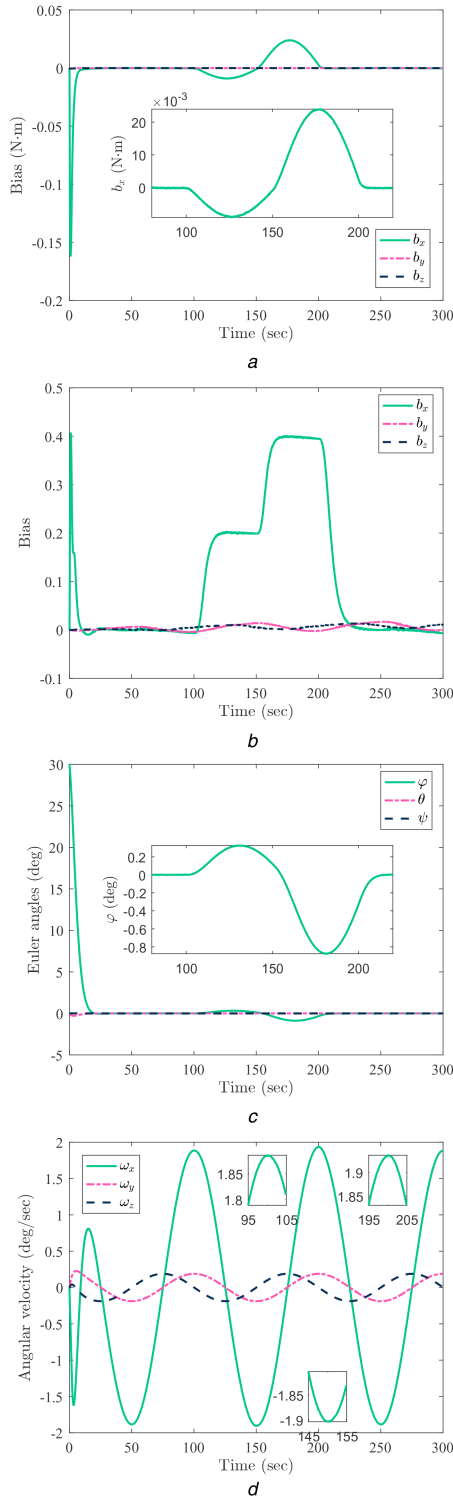 0.05
0
-0.05
-0.1
-0.15
-0.2
Bias (N·m)
×10⁻³
20
10
0
b_x (N·m)
100 150 200
b_x
b_y
b_z
0 50 100 150 200 250 300
Time (sec)
a
0.5
0.4
0.3
0.2
0.1
0
-0.1
Bias
b_x
b_y
b_z
0 50 100 150 200 250 300
Time (sec)
b
30
25
20
15
10
5
0
-5
Euler angles (deg)
φ
θ
ψ
0.2
0
-0.2
-0.4
-0.6
-0.8
φ (deg)
100 150 200
0 50 100 150 200 250 300
Time (sec)
c
2
1.5
1
0.5
0
-0.5
-1
-1.5
-2
Angular velocity (deg/sec)
ω_x
ω_y
ω_z
1.85
1.8
95 105
1.9
1.85
195 205
-1.85
-1.9
145 155
0 50 100 150 200 250 300
Time (sec)
d